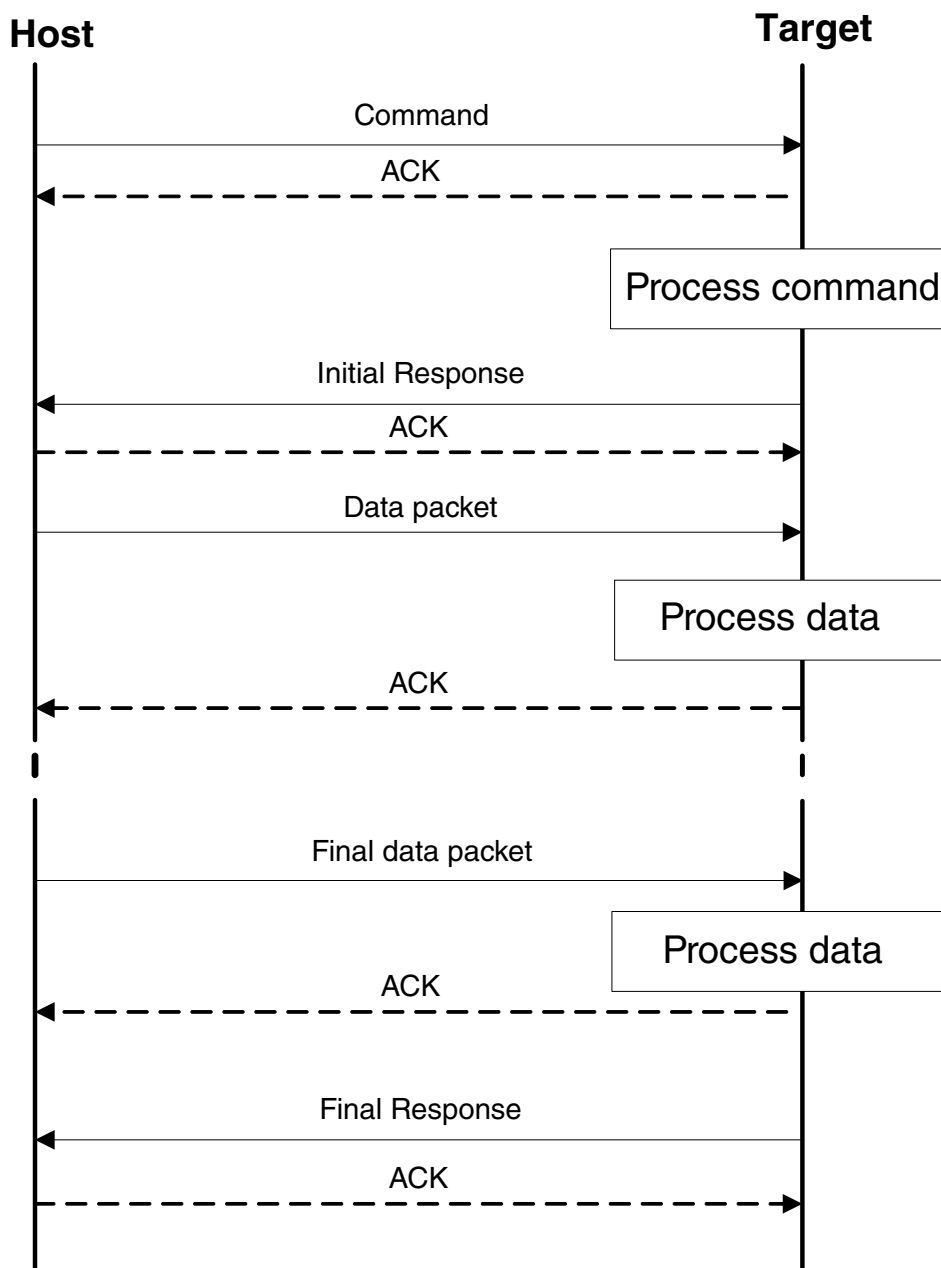 Host
Target
Command
ACK
Process command
Initial Response
ACK
Data packet
Process data
ACK
Final data packet
Process data
ACK
Final Response
ACK